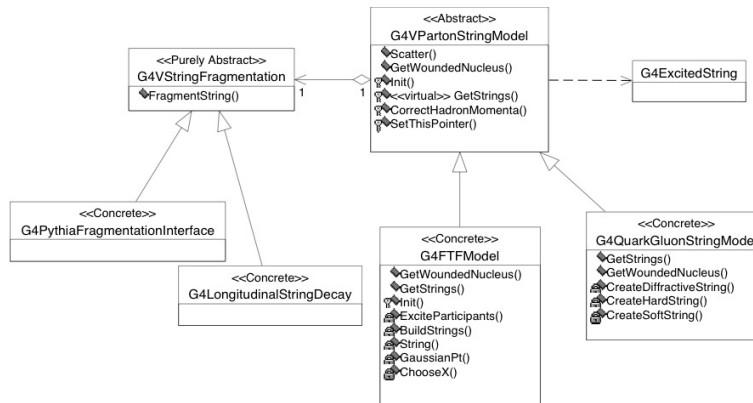 <<Purely Abstract>>
G4VStringFragmentation
FragmentString()
1
1
<<Abstract>>
G4VPartonStringModel
Scatter()
GetWoundedNucleus()
Init()
<<virtual>> GetStrings()
CorrectHadronMomenta()
SetThisPointer()
G4ExcitedString
<<Concrete>>
G4PythiaFragmentationInterface
<<Concrete>>
G4LongitudinalStringDecay
<<Concrete>>
G4FTFModel
GetWoundedNucleus()
GetStrings()
Init()
ExciteParticipants()
BuildStrings()
String()
GaussianPt()
ChooseX()
<<Concrete>>
G4QuarkGluonStringModel
GetStrings()
GetWoundedNucleus()
CreateDiffractiveString()
CreateHardString()
CreateSoftString()